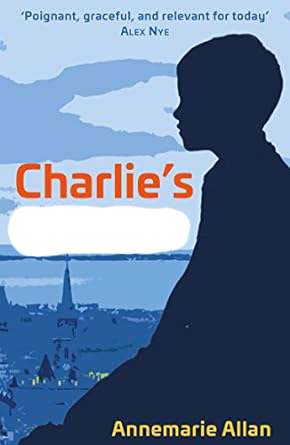 ‘Poignant, graceful, and relevant for today’
Alex Nye
Charlie's
Annemarie Allan